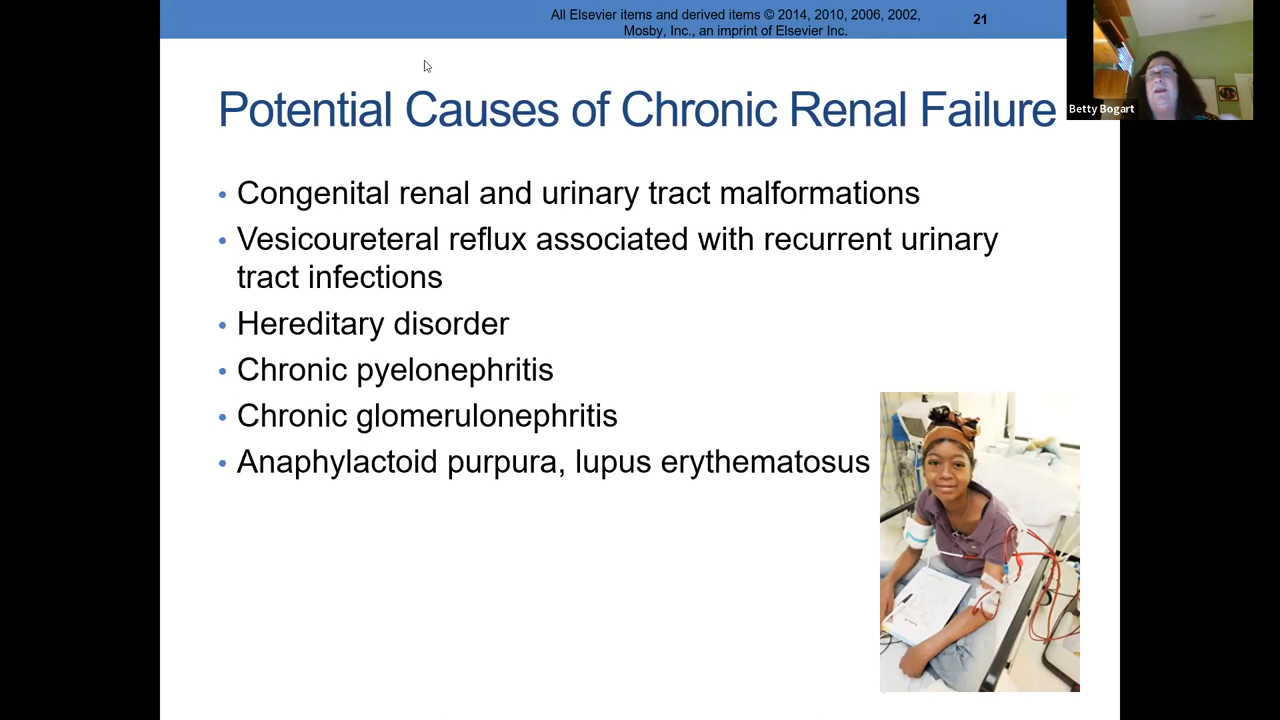 All Elsevier items and derived items © 2014, 2010, 2006, 2002,
Mosby, Inc., an imprint of Elsevier Inc.
21
Betty Bogart
Potential Causes of Chronic Renal Failure
• Congenital renal and urinary tract malformations
• Vesicoureteral reflux associated with recurrent urinary
tract infections
• Hereditary disorder
• Chronic pyelonephritis
• Chronic glomerulonephritis
• Anaphylactoid purpura, lupus erythematosus